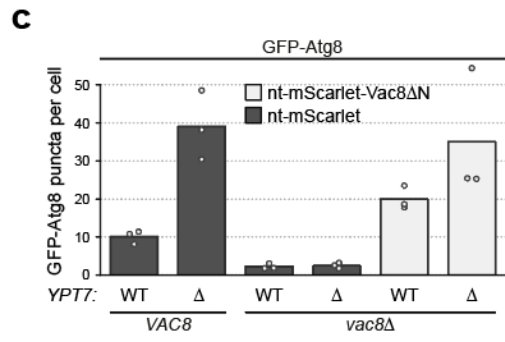 c
GFP-Atg8
GFP-Atg8 puncta per cell
50
40
30
20
10
0
nt-mScarlet-Vac8ΔN
nt-mScarlet
YPT7: WT Δ WT Δ WT Δ
VAC8 vac8Δ